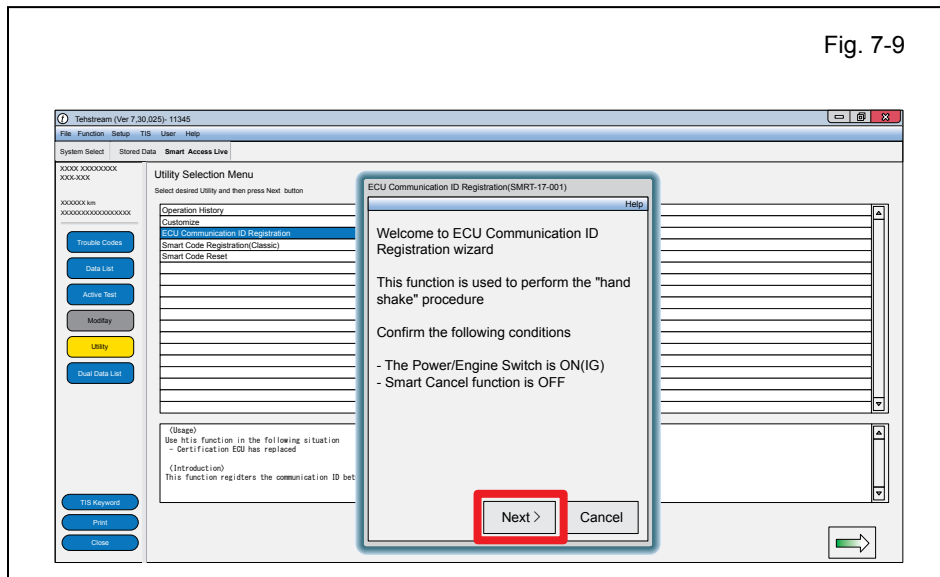 Fig. 7-9
Tehstream (Ver 7,30,025)- 11345
File Function Setup TIS User Help
System Select Stored Data Smart Access Live
XXXX XXXXXXXX
XXX-XXX
XXXXXX km
XXXXXXXXXXXXXXXXX
Trouble Codes
Data List
Active Test
Modifay
Utility
Dual Data List
TIS Keyword
Print
Close
Utility Selection Menu
Select desired Utility and then press Next button
Operation History
Customize
ECU Communication ID Registration
Smart Code Registration(Classic)
Smart Code Reset
(Usage)
Use htis function in the following situation
- Certification ECU has replaced
(Introduction)
This function regidters the communication ID bet
ECU Communication ID Registration(SMRT-17-001)
Help
Welcome to ECU Communication ID
Registration wizard
This function is used to perform the "hand
shake" procedure
Confirm the following conditions
- The Power/Engine Switch is ON(IG)
- Smart Cancel function is OFF
Next >
Cancel